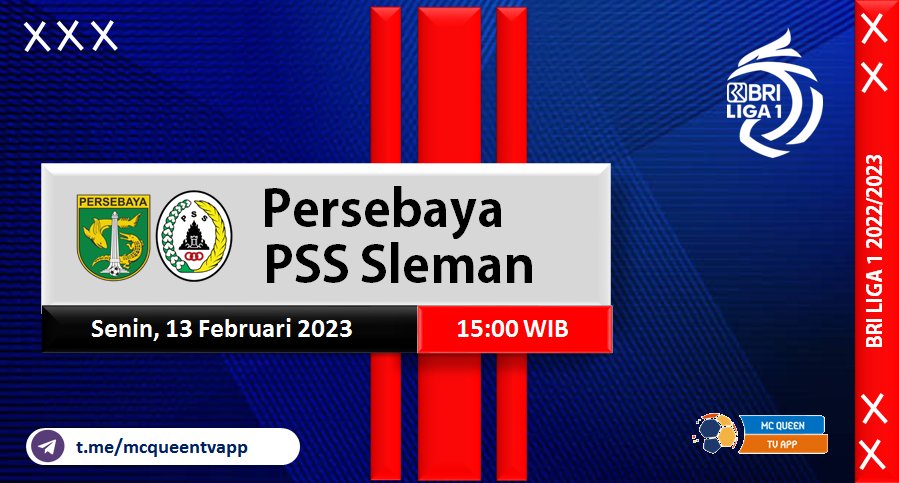 XXX
BRI
LIGA 1
PERSEBAYA
PSS
Persebaya
PSS Sleman
Senin, 13 Februari 2023
15:00 WIB
BRI LIGA 1 2022/2023
t.me/mcqueentvapp
MC QUEEN
TV APP